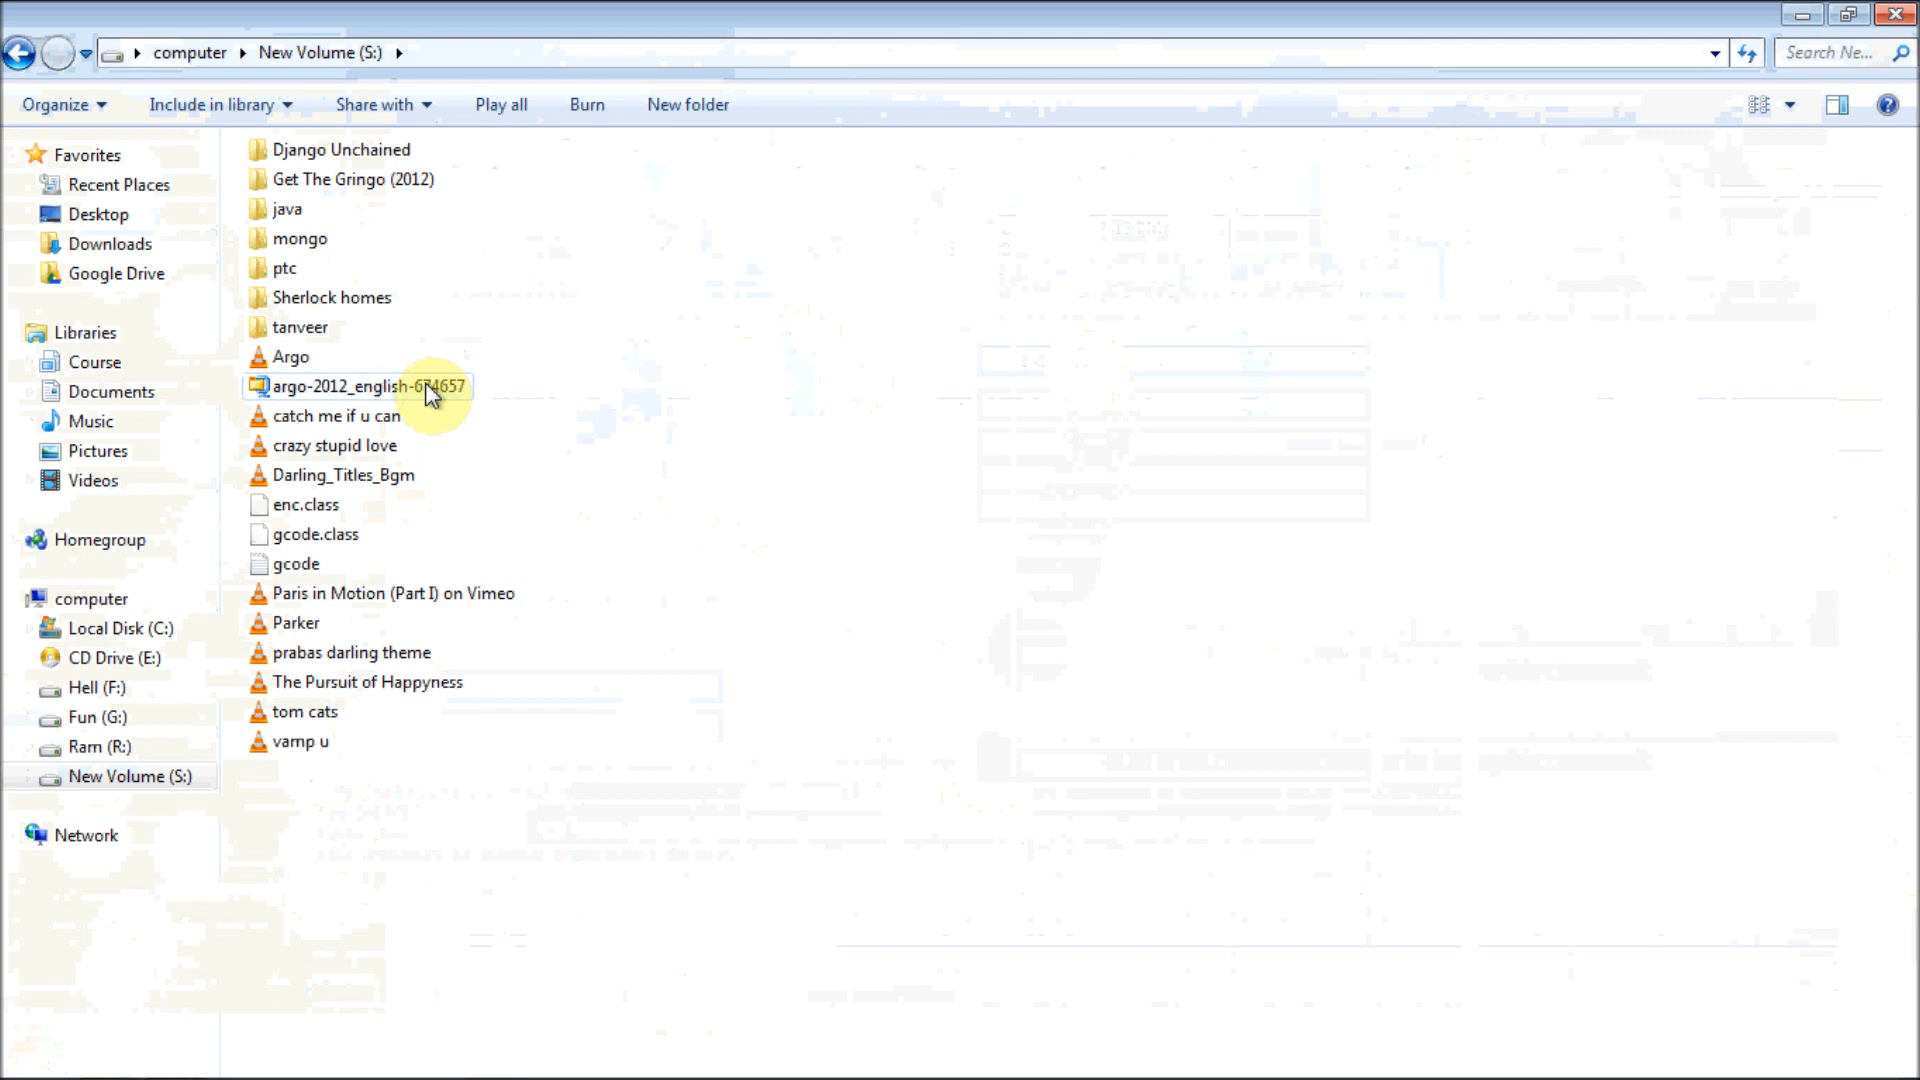 computer New Volume (S:)
Search Ne...
Organize Include in library Share with Play all Burn New folder
Favorites
Recent Places
Desktop
Downloads
Google Drive
Libraries
Course
Documents
Music
Pictures
Videos
Homegroup
computer
Local Disk (C:)
CD Drive (E:)
Hell (F:)
Fun (G:)
Ram (R:)
New Volume (S:)
Network
Django Unchained
Get The Gringo (2012)
java
mongo
ptc
Sherlock homes
tanveer
Argo
argo-2012_english-674657
catch me if u can
crazy stupid love
Darling_Titles_Bgm
enc.class
gcode.class
gcode
Paris in Motion (Part I) on Vimeo
Parker
prabas darling theme
The Pursuit of Happyness
tom cats
vamp u